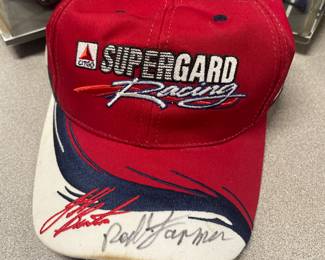 CITGO
SUPERGARD
Racing
Red Farmer